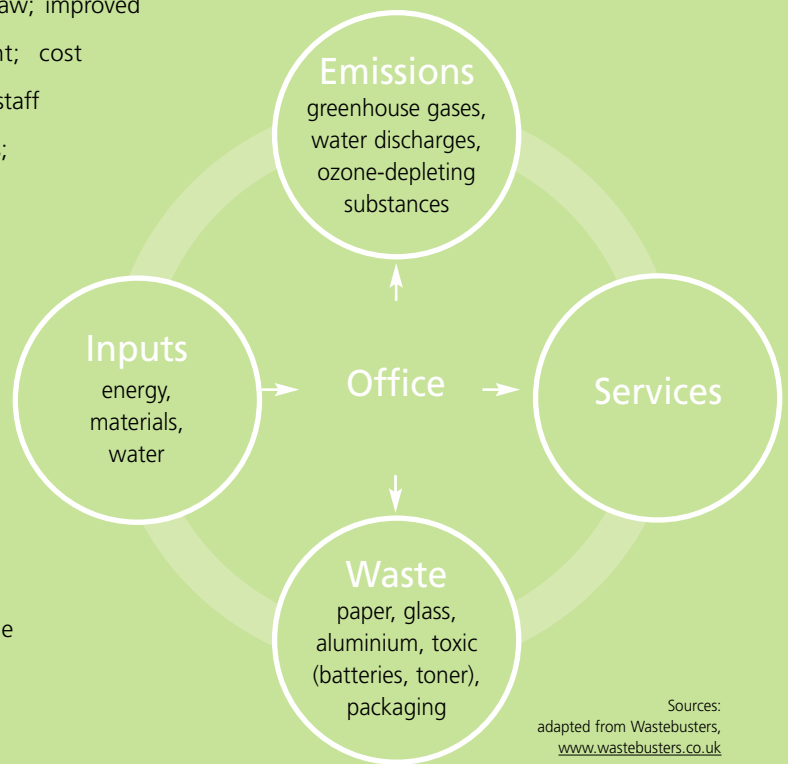 aw; improved
nt; cost
staff
s;
Emissions
greenhouse gases,
water discharges,
ozone-depleting
substances
Inputs
energy,
materials,
water
Office
Services
Waste
paper, glass,
aluminium, toxic
(batteries, toner),
packaging
e
Sources:
adapted from Wastebusters,
www.wastebusters.co.uk